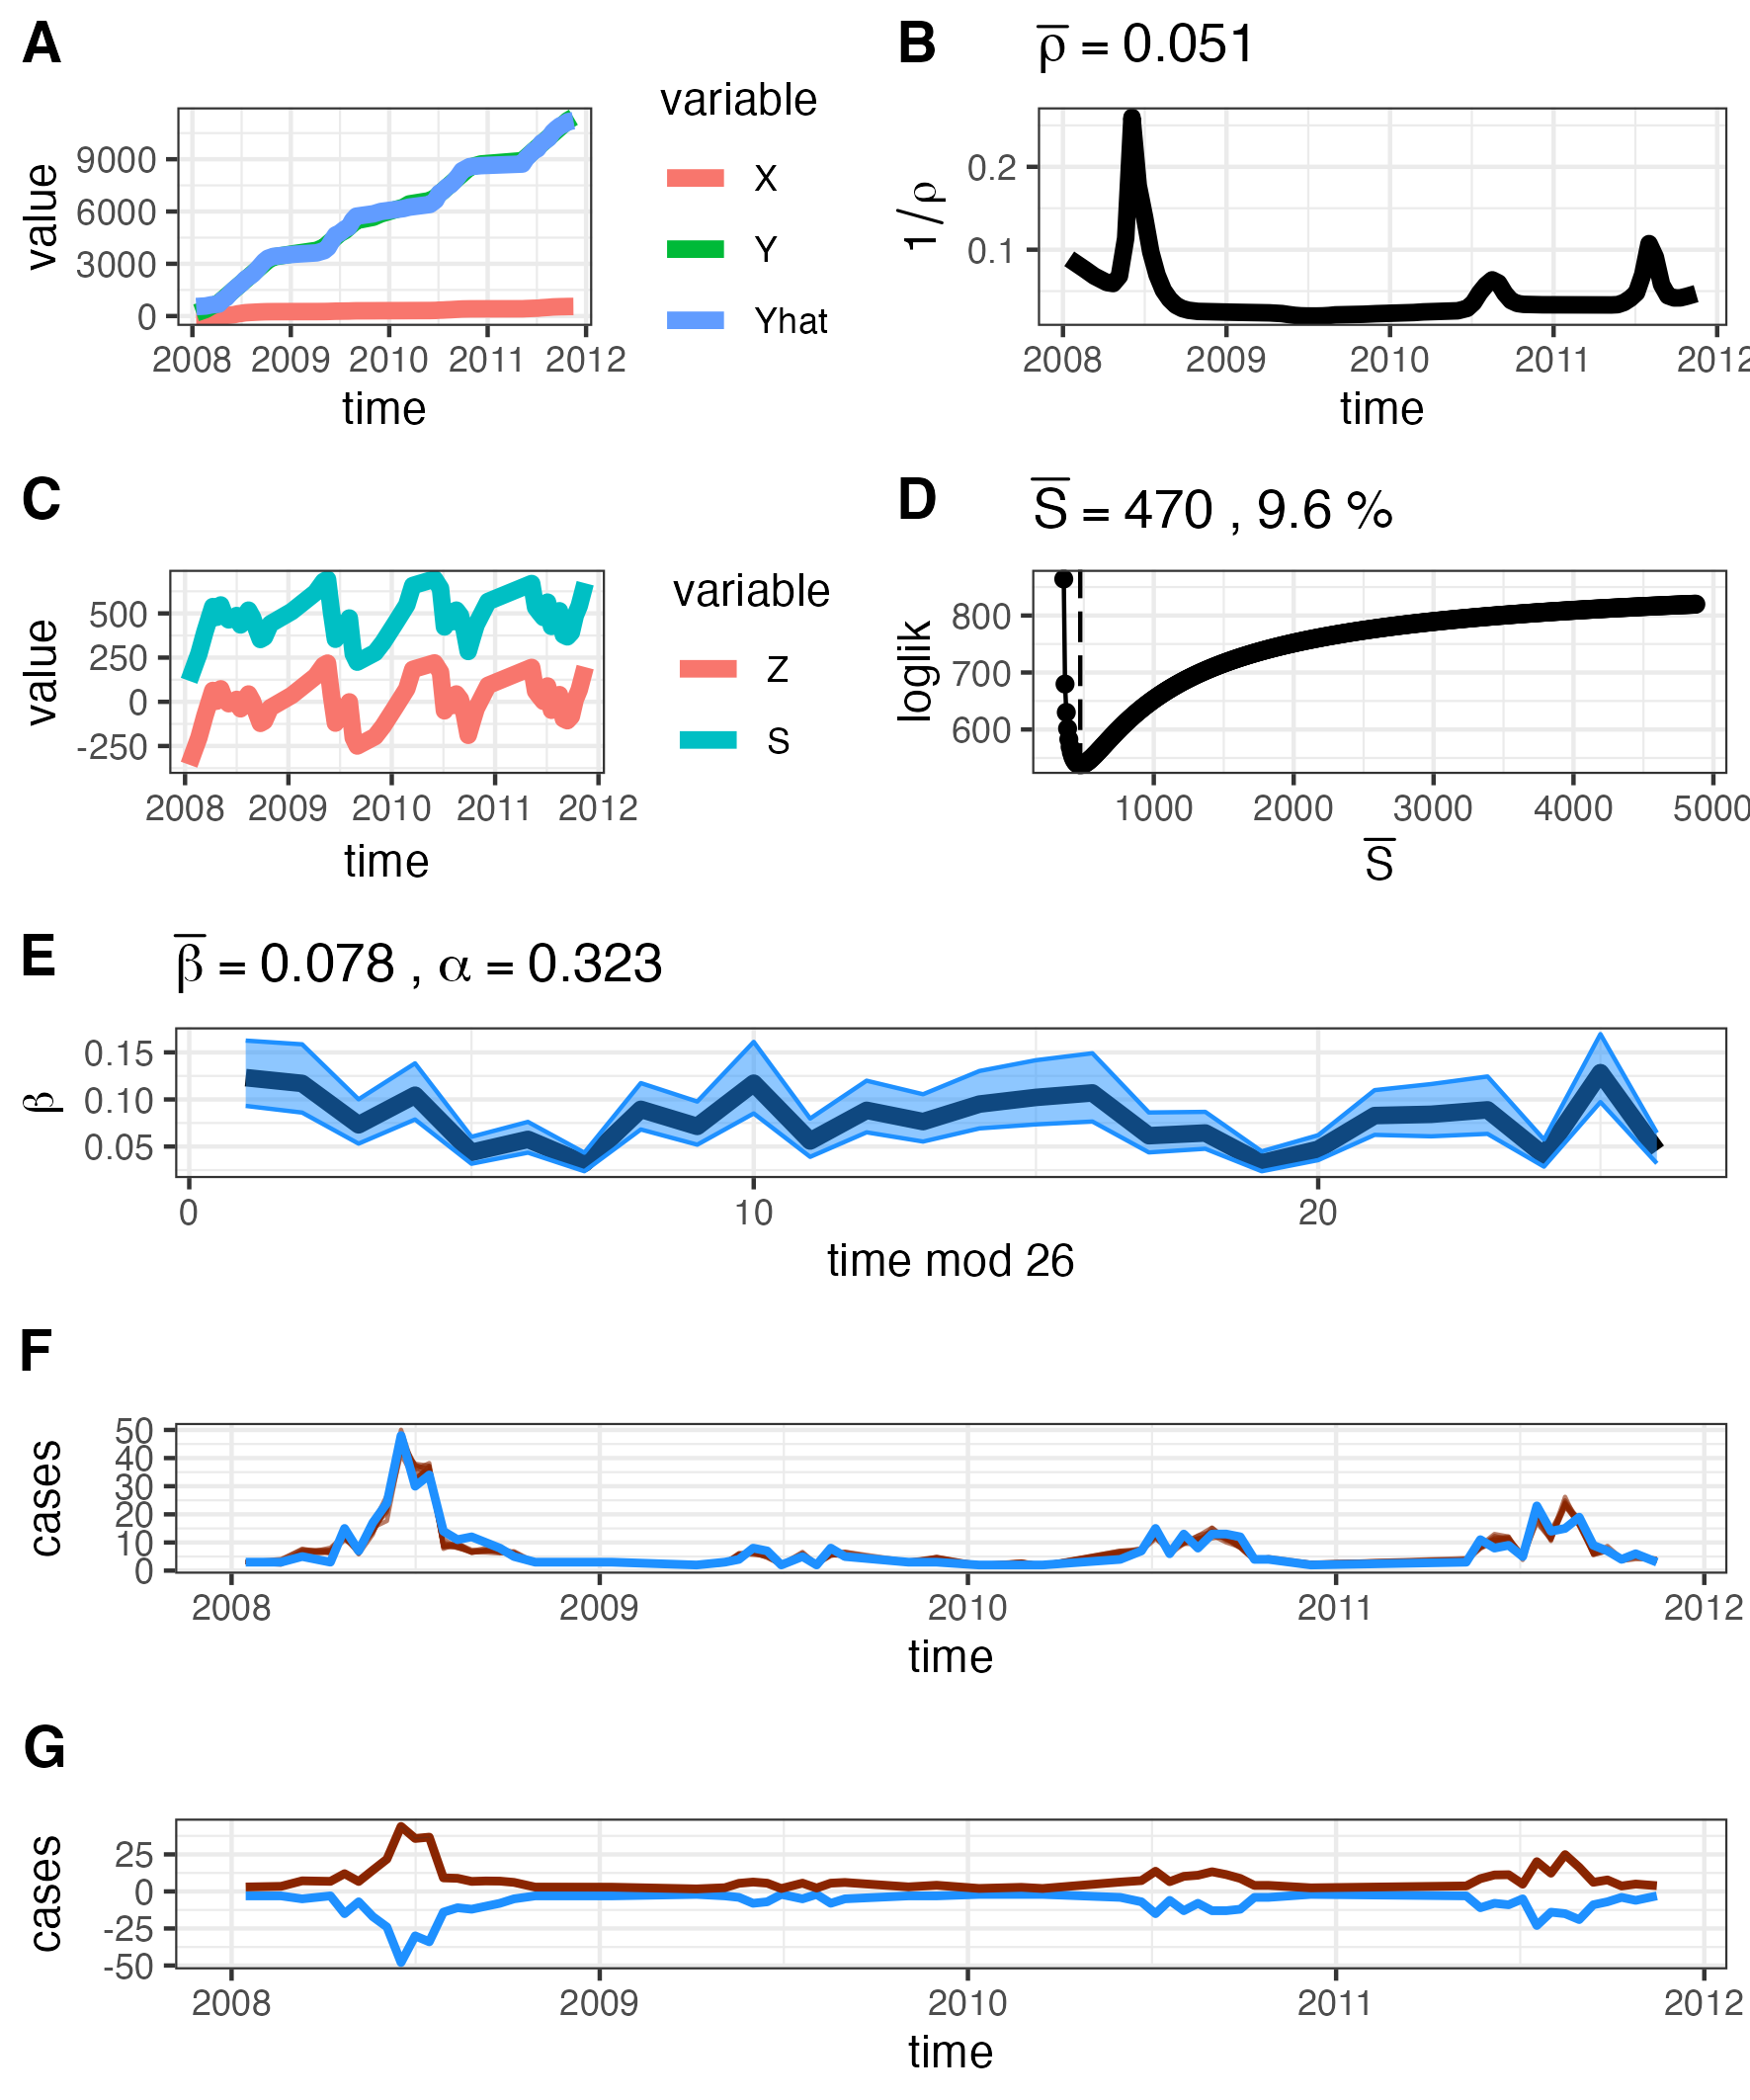 A
variable
value
9000
6000
3000
0
X
Y
Yhat
2008 2009 2010 2011 2012
time
B
ρ̅ = 0.051
1/ρ
0.2
0.1
2008 2009 2010 2011 2012
time
C
variable
value
500
250
0
-250
Z
S
2008 2009 2010 2011 2012
time
D
S̅ = 470 , 9.6 %
loglik
800
700
600
1000 2000 3000 4000 5000
S̅
E
β̅ = 0.078 , α = 0.323
β
0.15
0.10
0.05
0 10 20
time mod 26
F
cases
50
40
30
20
10
0
2008 2009 2010 2011 2012
time
G
cases
25
0
-25
-50
2008 2009 2010 2011 2012
time